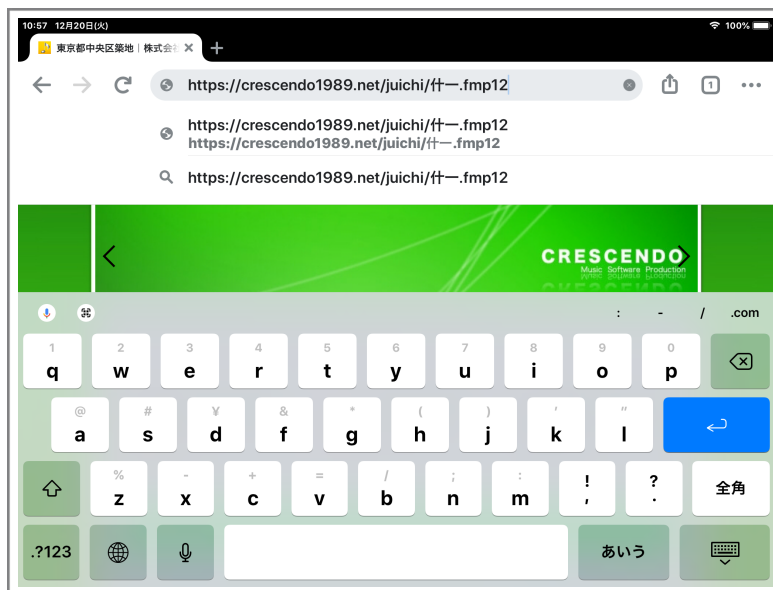 10:57 12月20日(火)
100%
東京都中央区築地｜株式会社
1
https://crescendo1989.net/juichi/什一.fmp12
https://crescendo1989.net/juichi/什一.fmp12
https://crescendo1989.net/juichi/什一.fmp12
https://crescendo1989.net/juichi/什一.fmp12
CRESCENDO
Music Software Production
: - / .com
1 2 3 4 5 6 7 8 9 0
q w e r t y u i o p
@ # ¥ & * ( ) ' "
a s d f g h j k l
% - + = / ; : ! ?
z x c v b n m , . 全角
.?123 あいう